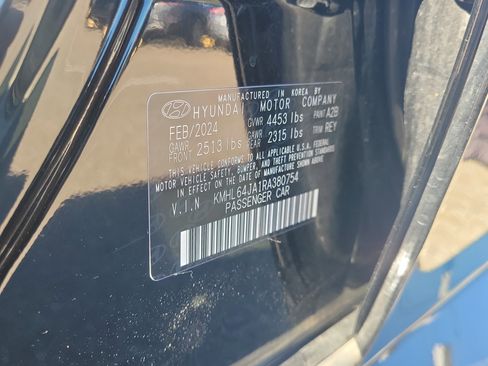 MANUFACTURED IN KOREA BY
HYUNDAI MOTOR COMPANY
FEB/2024 GVWR 4453 lbs PAINT A2B
GAWR FRONT 2513 lbs GAWR REAR 2315 lbs TRIM REY
THIS VEHICLE CONFORMS TO ALL APPLICABLE U.S.A. FEDERAL
MOTOR VEHICLE SAFETY, BUMPER, AND THEFT PREVENTION STANDARDS
IN EFFECT ON THE DATE OF MANUFACTURE SHOWN ABOVE.
V.I.N KMHL64JA1RA380754
PASSENGER CAR